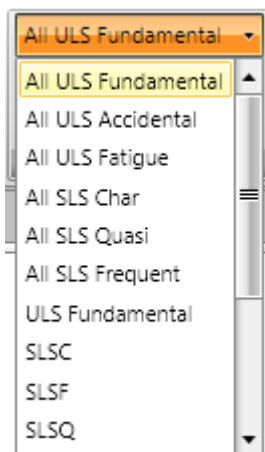 All ULS Fundamental
All ULS Fundamental
All ULS Accidental
All ULS Fatigue
All SLS Char
All SLS Quasi
All SLS Frequent
ULS Fundamental
SLSC
SLSF
SLSQ